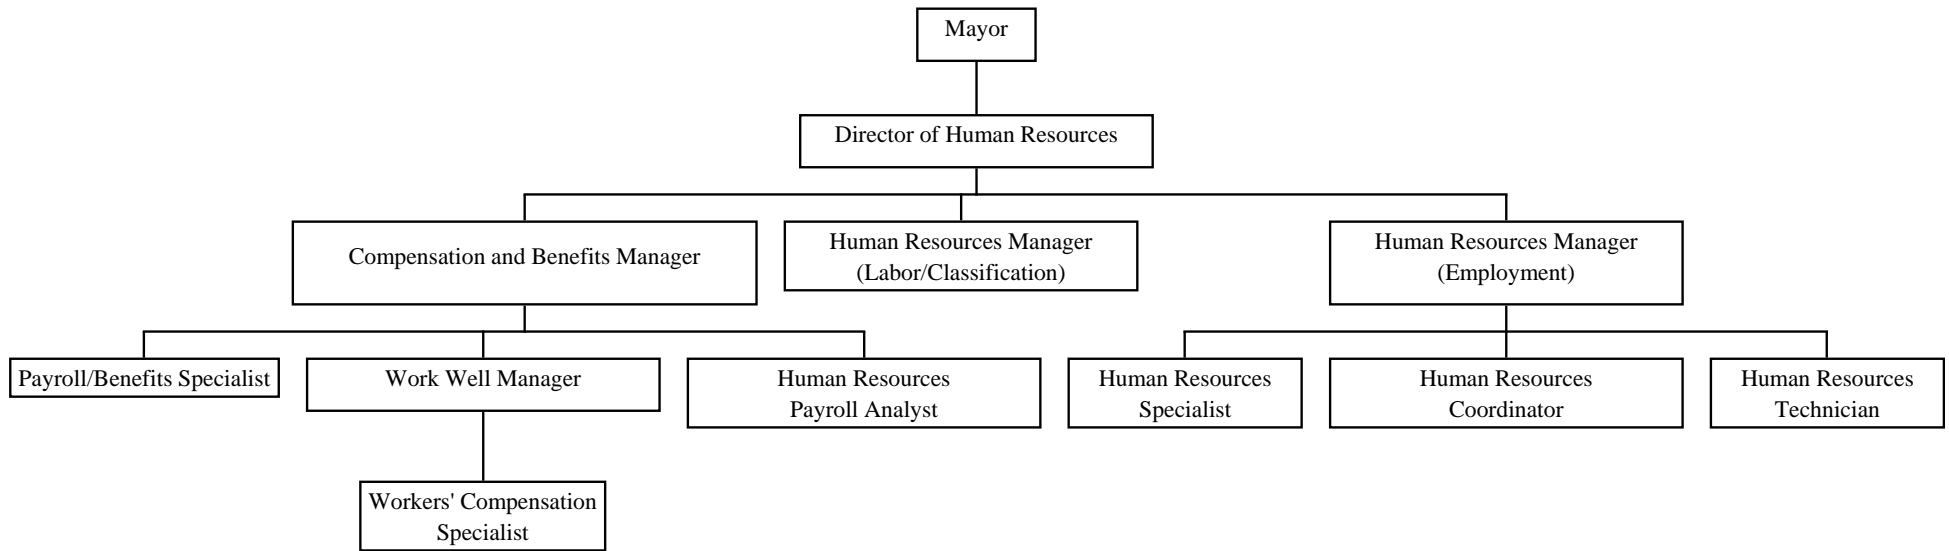 Mayor
Director of Human Resources
Compensation and Benefits Manager
Human Resources Manager
(Labor/Classification)
Human Resources Manager
(Employment)
Payroll/Benefits Specialist
Work Well Manager
Human Resources
Payroll Analyst
Human Resources
Specialist
Human Resources
Coordinator
Human Resources
Technician
Workers' Compensation
Specialist